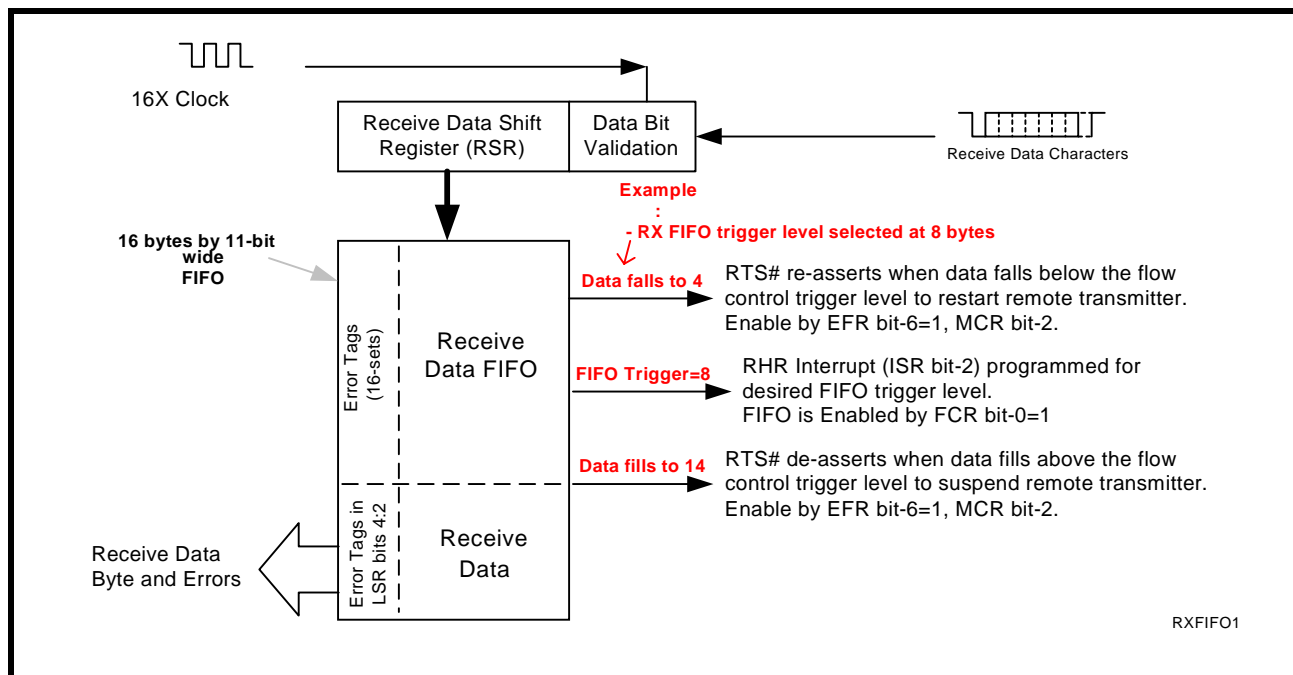 16X Clock
Receive Data Shift
Register (RSR)
Data Bit
Validation
Receive Data Characters
Example
:
- RX FIFO trigger level selected at 8 bytes
16 bytes by 11-bit
wide
FIFO
Data falls to 4
RTS# re-asserts when data falls below the flow
control trigger level to restart remote transmitter.
Enable by EFR bit-6=1, MCR bit-2.
Error Tags
(16-sets)
Receive
Data FIFO
FIFO Trigger=8
RHR Interrupt (ISR bit-2) programmed for
desired FIFO trigger level.
FIFO is Enabled by FCR bit-0=1
Data fills to 14
RTS# de-asserts when data fills above the flow
control trigger level to suspend remote transmitter.
Enable by EFR bit-6=1, MCR bit-2.
Receive Data
Byte and Errors
Error Tags in
LSR bits 4:2
Receive
Data
RXFIFO1